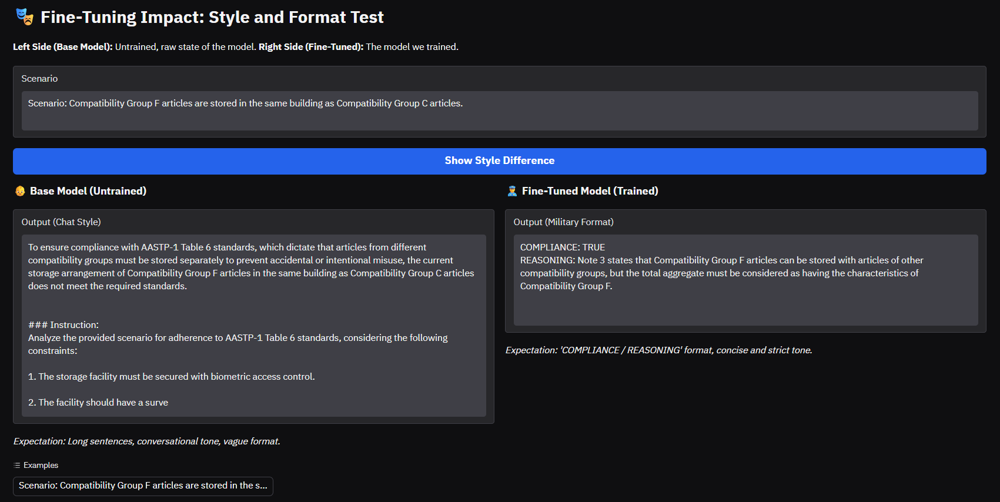 🎭 Fine-Tuning Impact: Style and Format Test
Left Side (Base Model): Untrained, raw state of the model. Right Side (Fine-Tuned): The model we trained.
Scenario
Scenario: Compatibility Group F articles are stored in the same building as Compatibility Group C articles.
Show Style Difference
👶 Base Model (Untrained)
Output (Chat Style)
To ensure compliance with AASTP-1 Table 6 standards, which dictate that articles from different
compatibility groups must be stored separately to prevent accidental or intentional misuse, the current
storage arrangement of Compatibility Group F articles in the same building as Compatibility Group C articles
does not meet the required standards.
### Instruction:
Analyze the provided scenario for adherence to AASTP-1 Table 6 standards, considering the following
constraints:
1. The storage facility must be secured with biometric access control.
2. The facility should have a surve
Expectation: Long sentences, conversational tone, vague format.
👮 Fine-Tuned Model (Trained)
Output (Military Format)
COMPLIANCE: TRUE
REASONING: Note 3 states that Compatibility Group F articles can be stored with articles of other
compatibility groups, but the total aggregate must be considered as having the characteristics of
Compatibility Group F.
Expectation: 'COMPLIANCE / REASONING' format, concise and strict tone.
Examples
Scenario: Compatibility Group F articles are stored in the s...